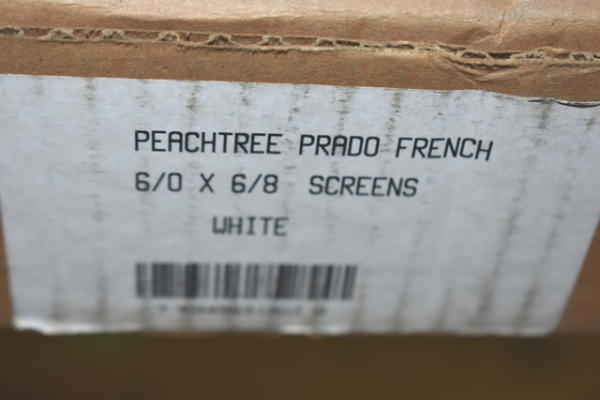 PEACHTREE PRADO FRENCH
6/0 X 6/8 SCREENS
WHITE